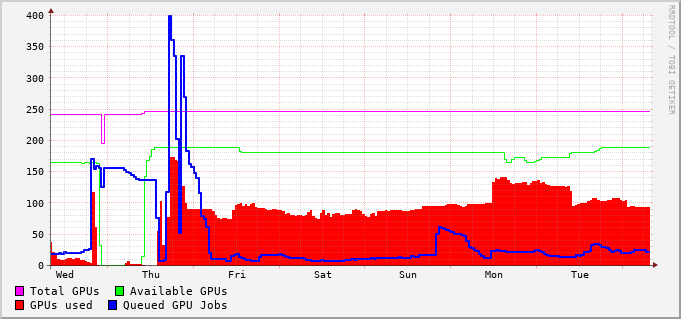 400
350
300
250
200
150
100
50
0
Wed Thu Fri Sat Sun Mon Tue
Total GPUs Available GPUs
GPUs used Queued GPU Jobs
RRDTOOL / TOBI OETIKER